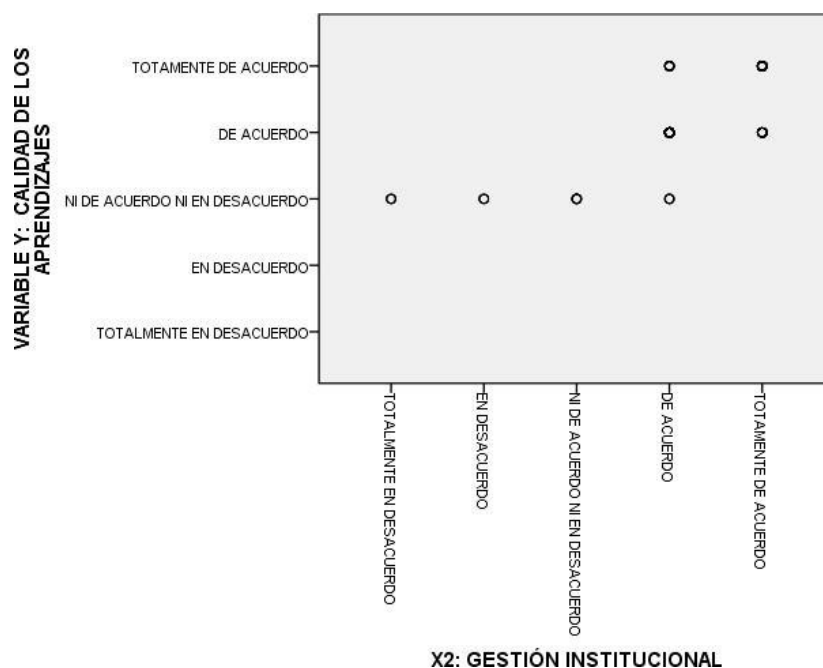 VARIABLE Y: CALIDAD DE LOS
APRENDIZAJES
TOTAMENTE DE ACUERDO
DE ACUERDO
NI DE ACUERDO NI EN DESACUERDO
EN DESACUERDO
TOTALMENTE EN DESACUERDO
TOTALMENTE EN DESACUERDO
EN DESACUERDO
NI DE ACUERDO NI EN DESACUERDO
DE ACUERDO
TOTAMENTE DE ACUERDO
X2: GESTIÓN INSTITUCIONAL